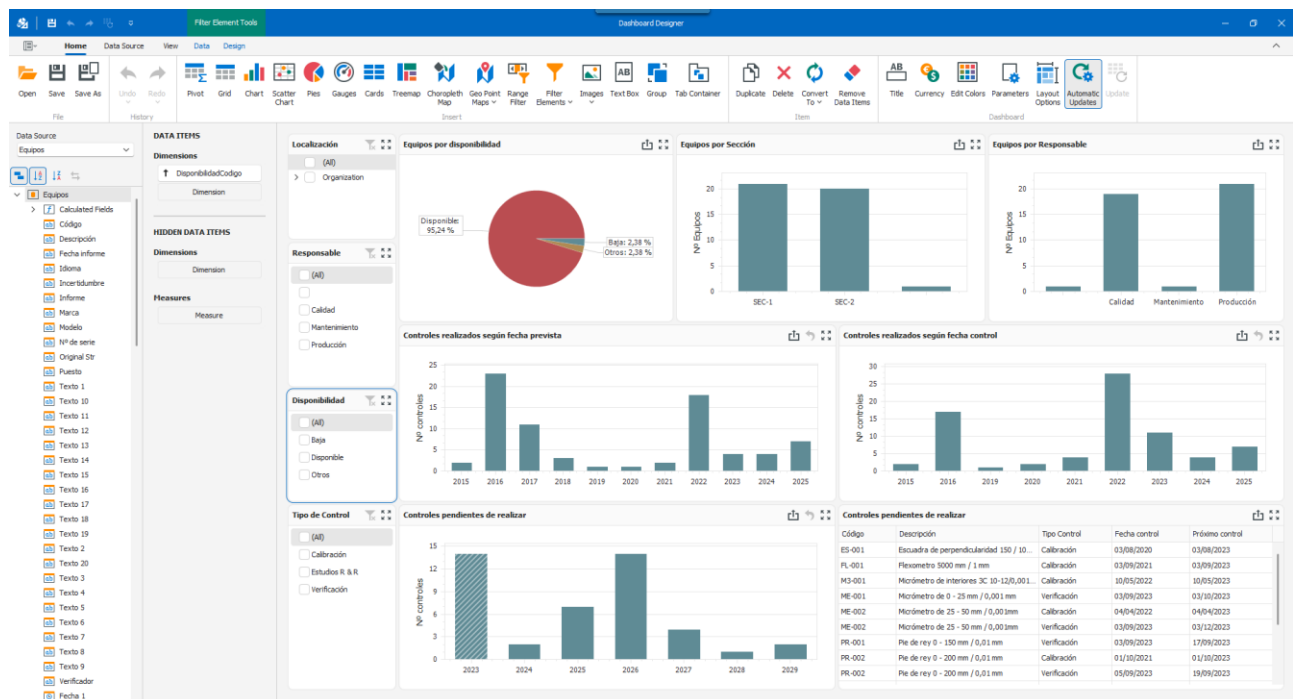 Filter Element Tools
Dashboard Designer
Home Data Source View Data Design
Open Save Save As Undo Redo Pivot Grid Chart Scatter Chart Pies Gauges Cards Treemap Choropleth Map Geo Point Maps Range Filter Filter Elements Images Text Box Group Tab Container Duplicate Delete Convert To Remove Data Items Title Currency Edit Colors Parameters Layout Options Automatic Updates Update
File History Insert Item Dashboard
Data Source
Equipos
Equipos
Calculated Fields
Código
Descripción
Fecha informe
Idioma
Incertidumbre
Informe
Marca
Modelo
Nº de serie
Original Str
Puesto
Texto 1
Texto 10
Texto 11
Texto 12
Texto 13
Texto 14
Texto 15
Texto 16
Texto 17
Texto 18
Texto 19
Texto 2
Texto 20
Texto 3
Texto 4
Texto 5
Texto 6
Texto 7
Texto 8
Texto 9
Verificador
Fecha 1
DATA ITEMS
Dimensions
DisponibilidadCodigo
Dimension
HIDDEN DATA ITEMS
Dimensions
Dimension
Measures
Measure
Localización
(All)
Organization
Responsable
(All)
Calidad
Mantenimiento
Producción
Disponibilidad
(All)
Baja
Disponible
Otros
Tipo de Control
(All)
Calibración
Estudios R & R
Verificación
Equipos por disponibilidad
Disponible:
95,24 %
Baja: 2,38 %
Otros: 2,38 %
Equipos por Sección
Nº Equipos
20
15
10
5
0
SEC-1 SEC-2
Equipos por Responsable
Nº Equipos
20
15
10
5
0
Calidad Mantenimiento Producción
Controles realizados según fecha prevista
Nº controles
25
20
15
10
5
0
2015 2016 2017 2018 2019 2020 2021 2022 2023 2024 2025
Controles realizados según fecha control
Nº controles
30
25
20
15
10
5
0
2015 2016 2019 2020 2021 2022 2023 2024 2025
Controles pendientes de realizar
Nº controles
15
12
9
6
3
0
2023 2024 2025 2026 2027 2028 2029
Controles pendientes de realizar
Código Descripción Tipo Control Fecha control Próximo control
ES-001 Escuadra de perpendicularidad 150 / 10... Calibración 03/08/2020 03/08/2023
FL-001 Flexometro 5000 mm / 1 mm Calibración 03/09/2021 03/09/2023
M3-001 Micrómetro de interiores 3C 10-12/0,001... Calibración 10/05/2022 10/05/2023
ME-001 Micrómetro de 0 - 25 mm / 0,001 mm Verificación 03/09/2023 03/10/2023
ME-002 Micrómetro de 25 - 50 mm / 0,001mm Calibración 04/04/2022 04/04/2023
ME-002 Micrómetro de 25 - 50 mm / 0,001mm Verificación 03/09/2023 03/12/2023
PR-001 Pie de rey 0 - 150 mm / 0,01 mm Verificación 03/09/2023 17/09/2023
PR-002 Pie de rey 0 - 200 mm / 0,01 mm Calibración 01/10/2021 01/10/2023
PR-002 Pie de rey 0 - 200 mm / 0,01 mm Verificación 05/09/2023 19/09/2023